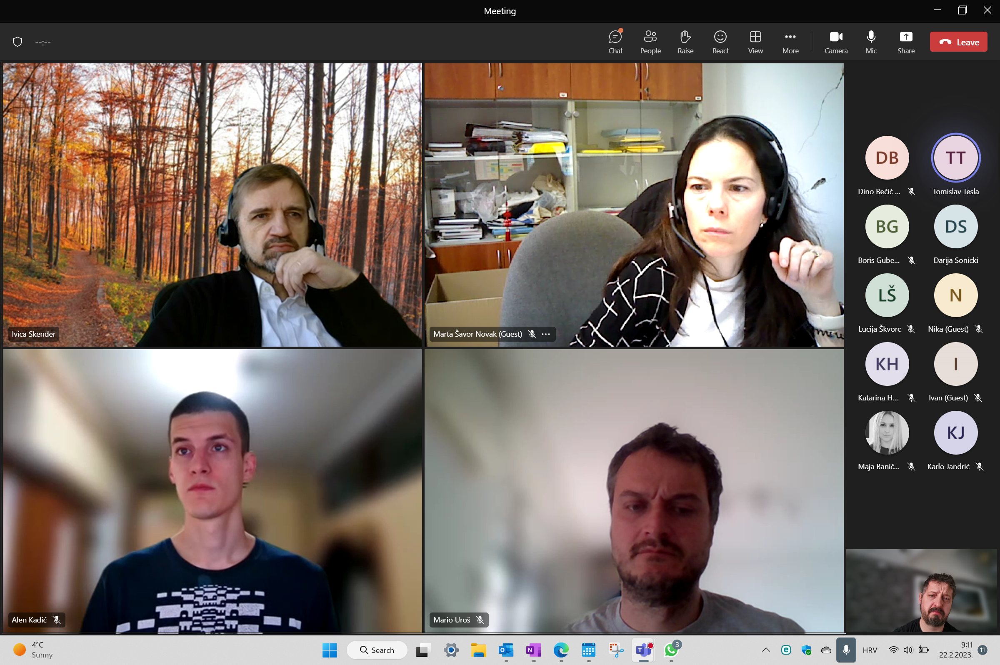 Meeting
--:--
Chat
People
Raise
React
View
More
Camera
Mic
Share
Leave
Ivica Skender
Marta Šavor Novak (Guest)
Alen Kadić
Mario Uroš
DB
TT
Dino Bečić ...
Tomislav Tesla
BG
DS
Boris Gube...
Darija Sonicki
LŠ
N
Lucija Škvorc
Nika (Guest)
KH
I
Katarina H...
Ivan (Guest)
KJ
Maja Banič...
Karlo Jandrić
4°C
Sunny
Search
3
HRV
9:11
22.2.2023.
11